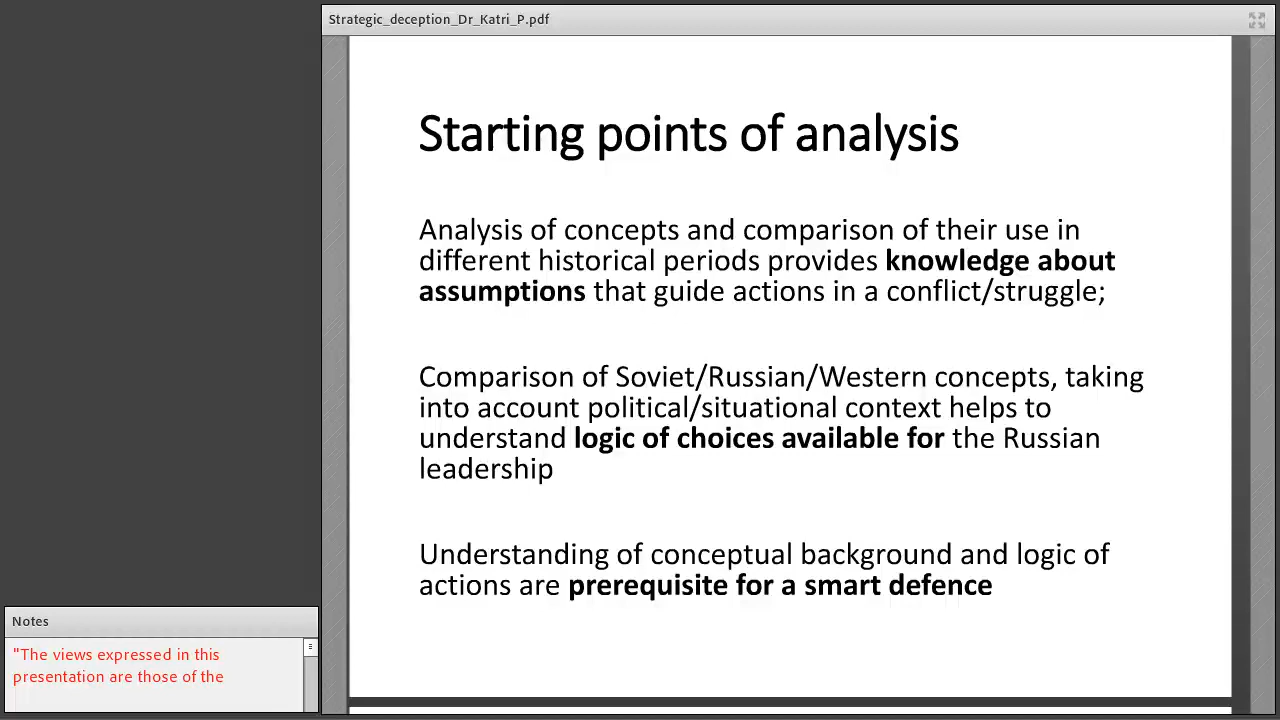 Strategic_deception_Dr_Katri_P.pdf
Starting points of analysis
Analysis of concepts and comparison of their use in
different historical periods provides knowledge about
assumptions that guide actions in a conflict/struggle;
Comparison of Soviet/Russian/Western concepts, taking
into account political/situational context helps to
understand logic of choices available for the Russian
leadership
Understanding of conceptual background and logic of
actions are prerequisite for a smart defence
Notes
"The views expressed in this
presentation are those of the